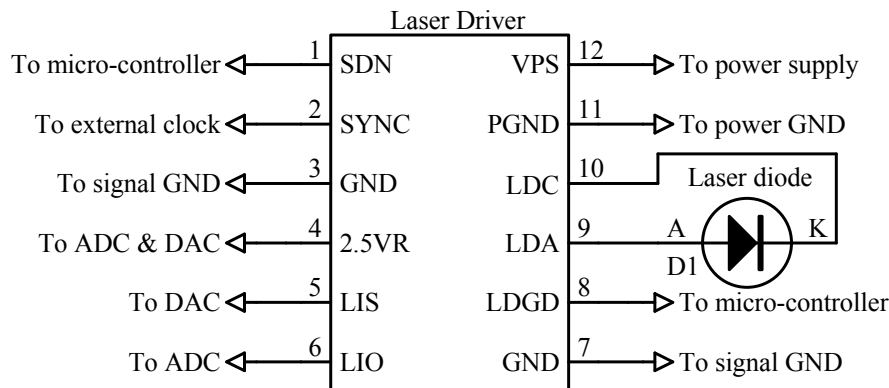 Laser Driver
To micro-controller 1 SDN VPS 12 To power supply
To external clock 2 SYNC PGND 11 To power GND
To signal GND 3 GND LDC 10 Laser diode
To ADC & DAC 4 2.5VR LDA 9 A K
D1
To DAC 5 LIS LDGD 8 To micro-controller
To ADC 6 LIO GND 7 To signal GND